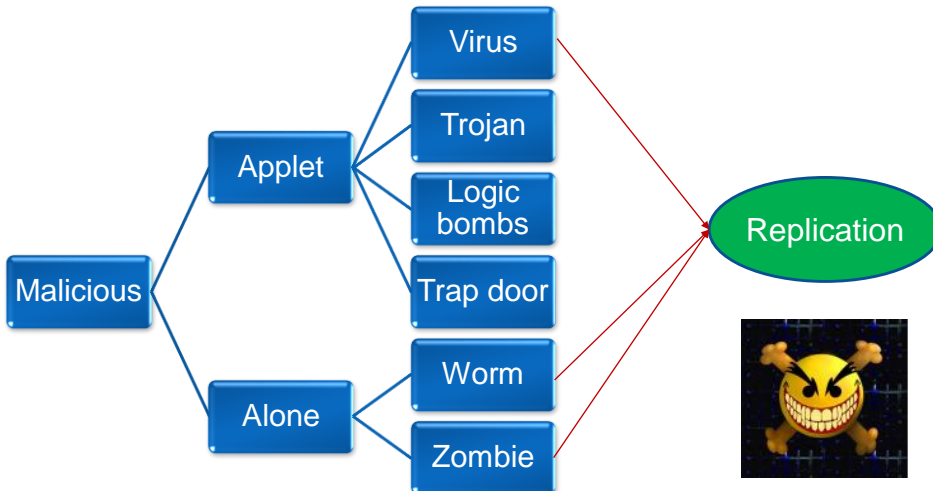 Malicious
Applet
Alone
Virus
Trojan
Logic
bombs
Trap door
Worm
Zombie
Replication